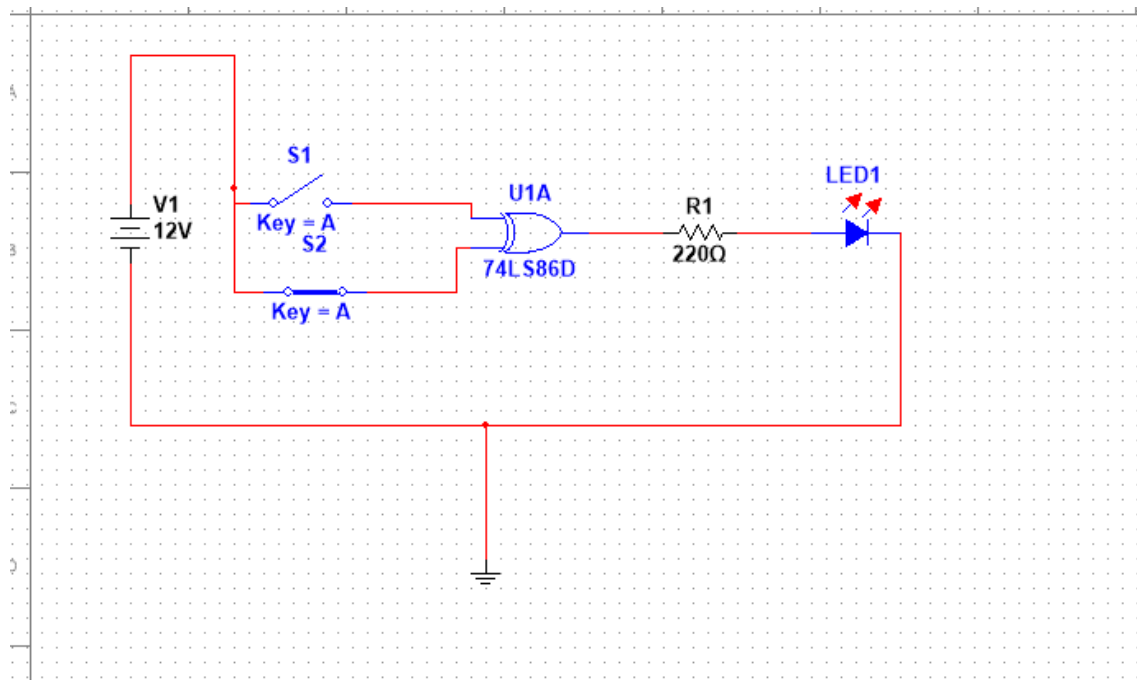 S1
Key = A
V1
12V
S2
Key = A
U1A
74LS86D
R1
220Ω
LED1